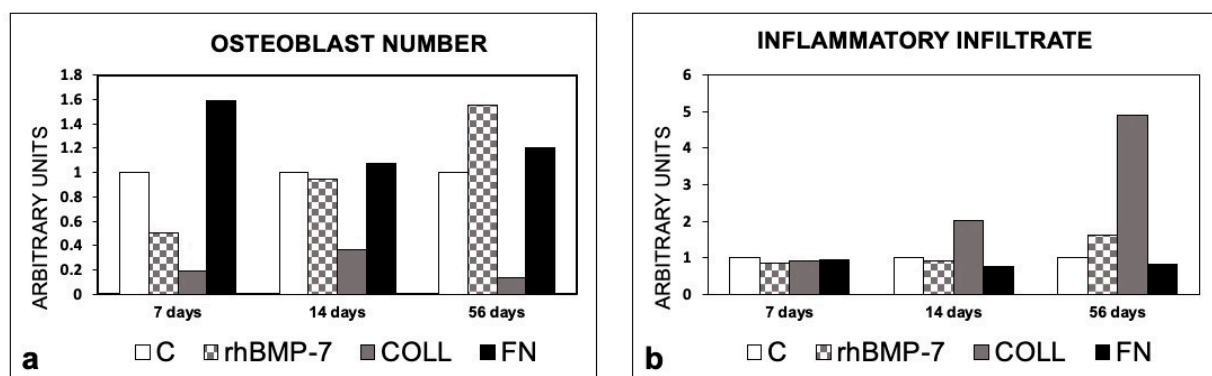 OSTEOBLAST NUMBER
ARBITRARY UNITS
1.8
1.6
1.4
1.2
1
0.8
0.6
0.4
0.2
0
7 days 14 days 56 days
a C rhBMP-7 COLL FN
INFLAMMATORY INFILTRATE
ARBITRARY UNITS
6
5
4
3
2
1
0
7 days 14 days 56 days
b C rhBMP-7 COLL FN